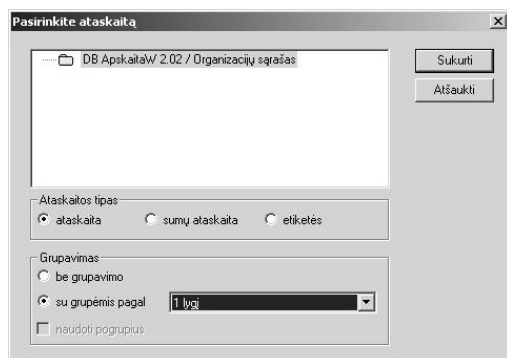 Pasirinkite ataskaitą
DB ApskaitaW 2.02 / Organizacijų sąrašas
Sukurti
Atšaukti
Ataskaitos tipas
ataskaita sumų ataskaita etiketės
Grupavimas
be grupavimo
su grupėmis pagal 1 lygį
naudoti pogrupius